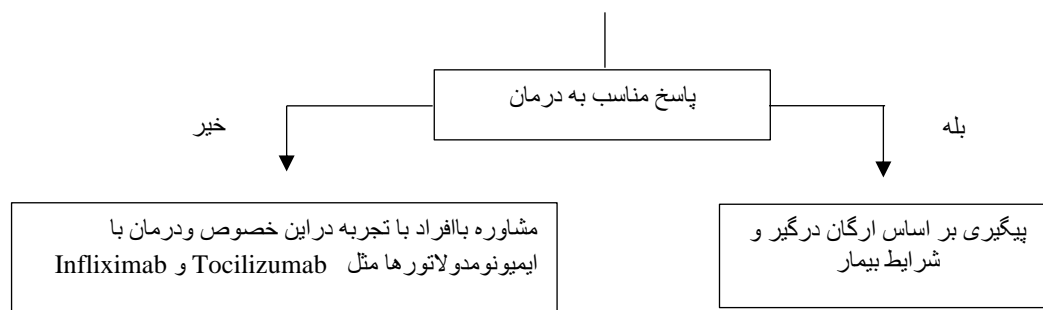 پاسخ مناسب به درمان
بله
خیر
پیگیری بر اساس ارگان درگیر و
شرایط بیمار
مشاوره باافراد با تجربه دراین خصوص ودرمان با
ایمیونومدولاتورها مثل Tocilizumab و Infliximab